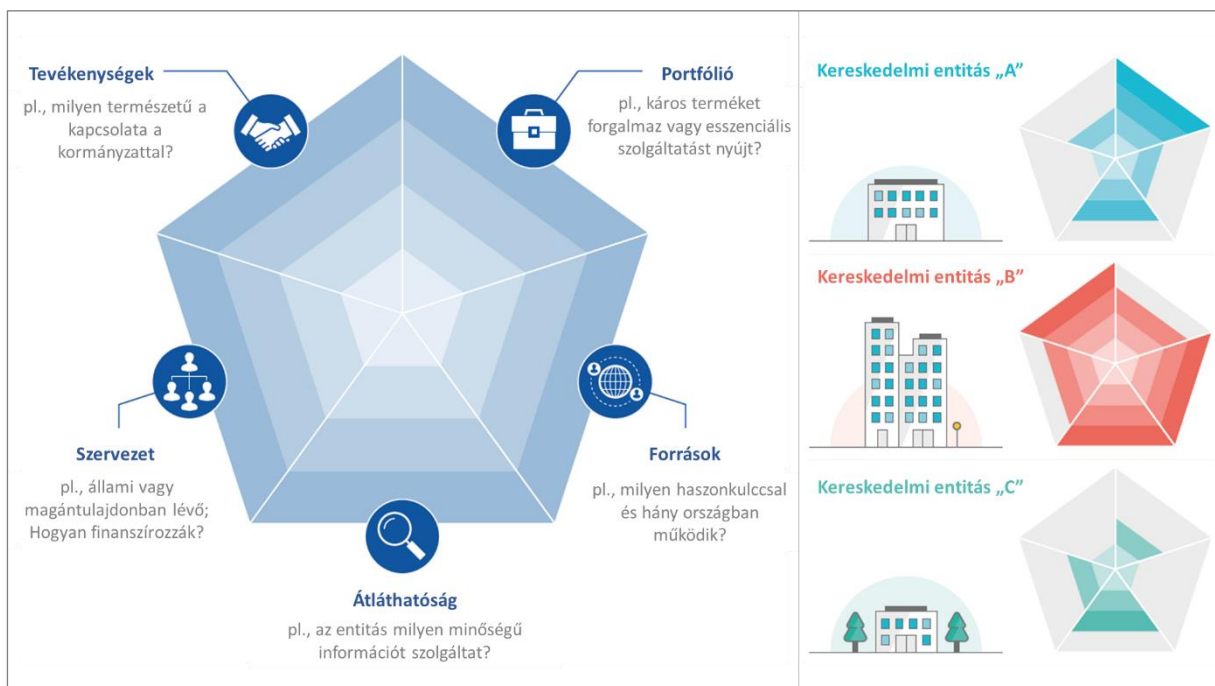 Tevékenységek
pl., milyen természetű a
kapcsolata a
kormányzattal?
Portfólió
pl., káros terméket
forgalmaz vagy esszenciális
szolgáltatást nyújt?
Szervezet
pl., állami vagy
magántulajdonban lévő;
Hogyan finanszírozzák?
Források
pl., milyen haszonkulccsal
és hány országban
működik?
Átláthatóság
pl., az entitás milyen minőségű
információt szolgáltat?
Kereskedelmi entitás „A”
Kereskedelmi entitás „B”
Kereskedelmi entitás „C”